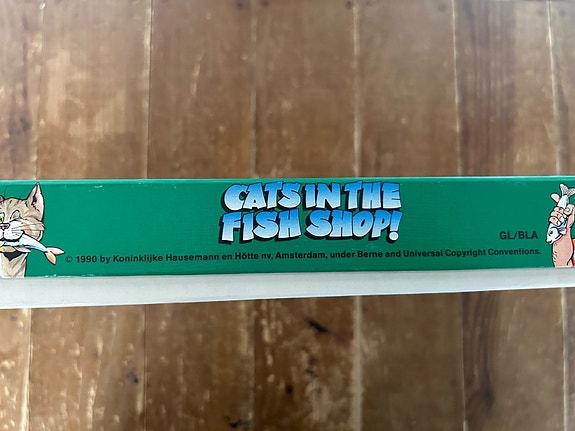 CATS IN THE
FISH SHOP!
GL/BLA
© 1990 by Koninklijke Hausemann en Hötte nv, Amsterdam, under Berne and Universal Copyright Conventions.